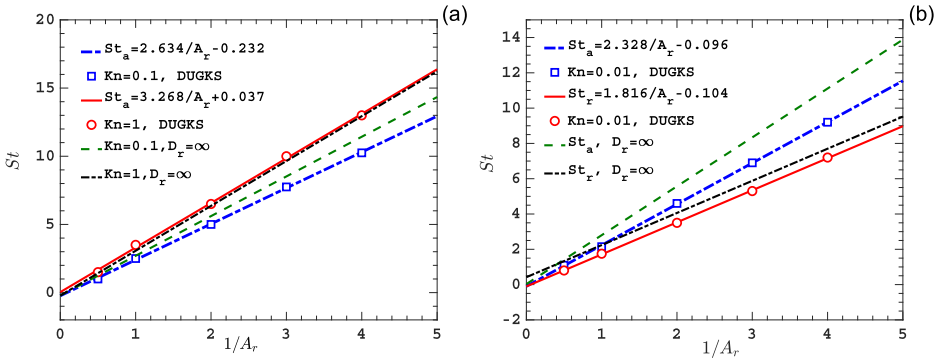 (a)
20
15
10
5
0
St
St_a=2.634/A_r−0.232
Kn=0.1, DUGKS
St_a=3.268/A_r+0.037
Kn=1, DUGKS
Kn=0.1,D_r=∞
Kn=1,D_r=∞
0 1 2 3 4 5
1/A_r
(b)
14
12
10
8
6
4
2
0
-2
St
St_a=2.328/A_r−0.096
Kn=0.01, DUGKS
St_r=1.816/A_r−0.104
Kn=0.01, DUGKS
St_a, D_r=∞
St_r, D_r=∞
0 1 2 3 4 5
1/A_r